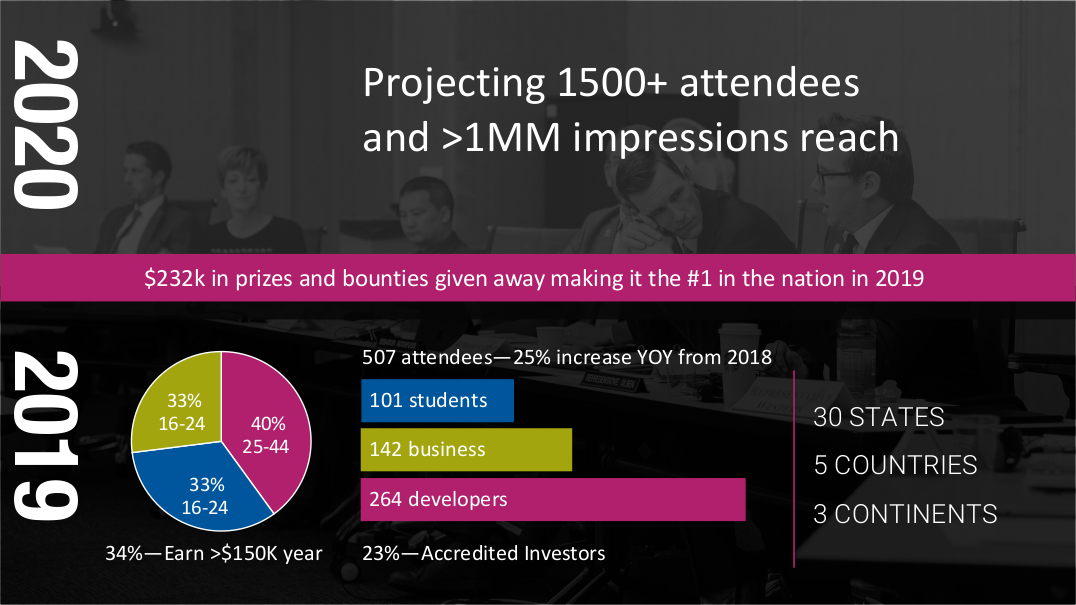 2020
Projecting 1500+ attendees
and >1MM impressions reach
$232k in prizes and bounties given away making it the #1 in the nation in 2019
2019
33%
16-24
40%
25-44
33%
16-24
34%—Earn >$150K year
507 attendees—25% increase YOY from 2018
101 students
142 business
264 developers
23%—Accredited Investors
30 STATES
5 COUNTRIES
3 CONTINENTS